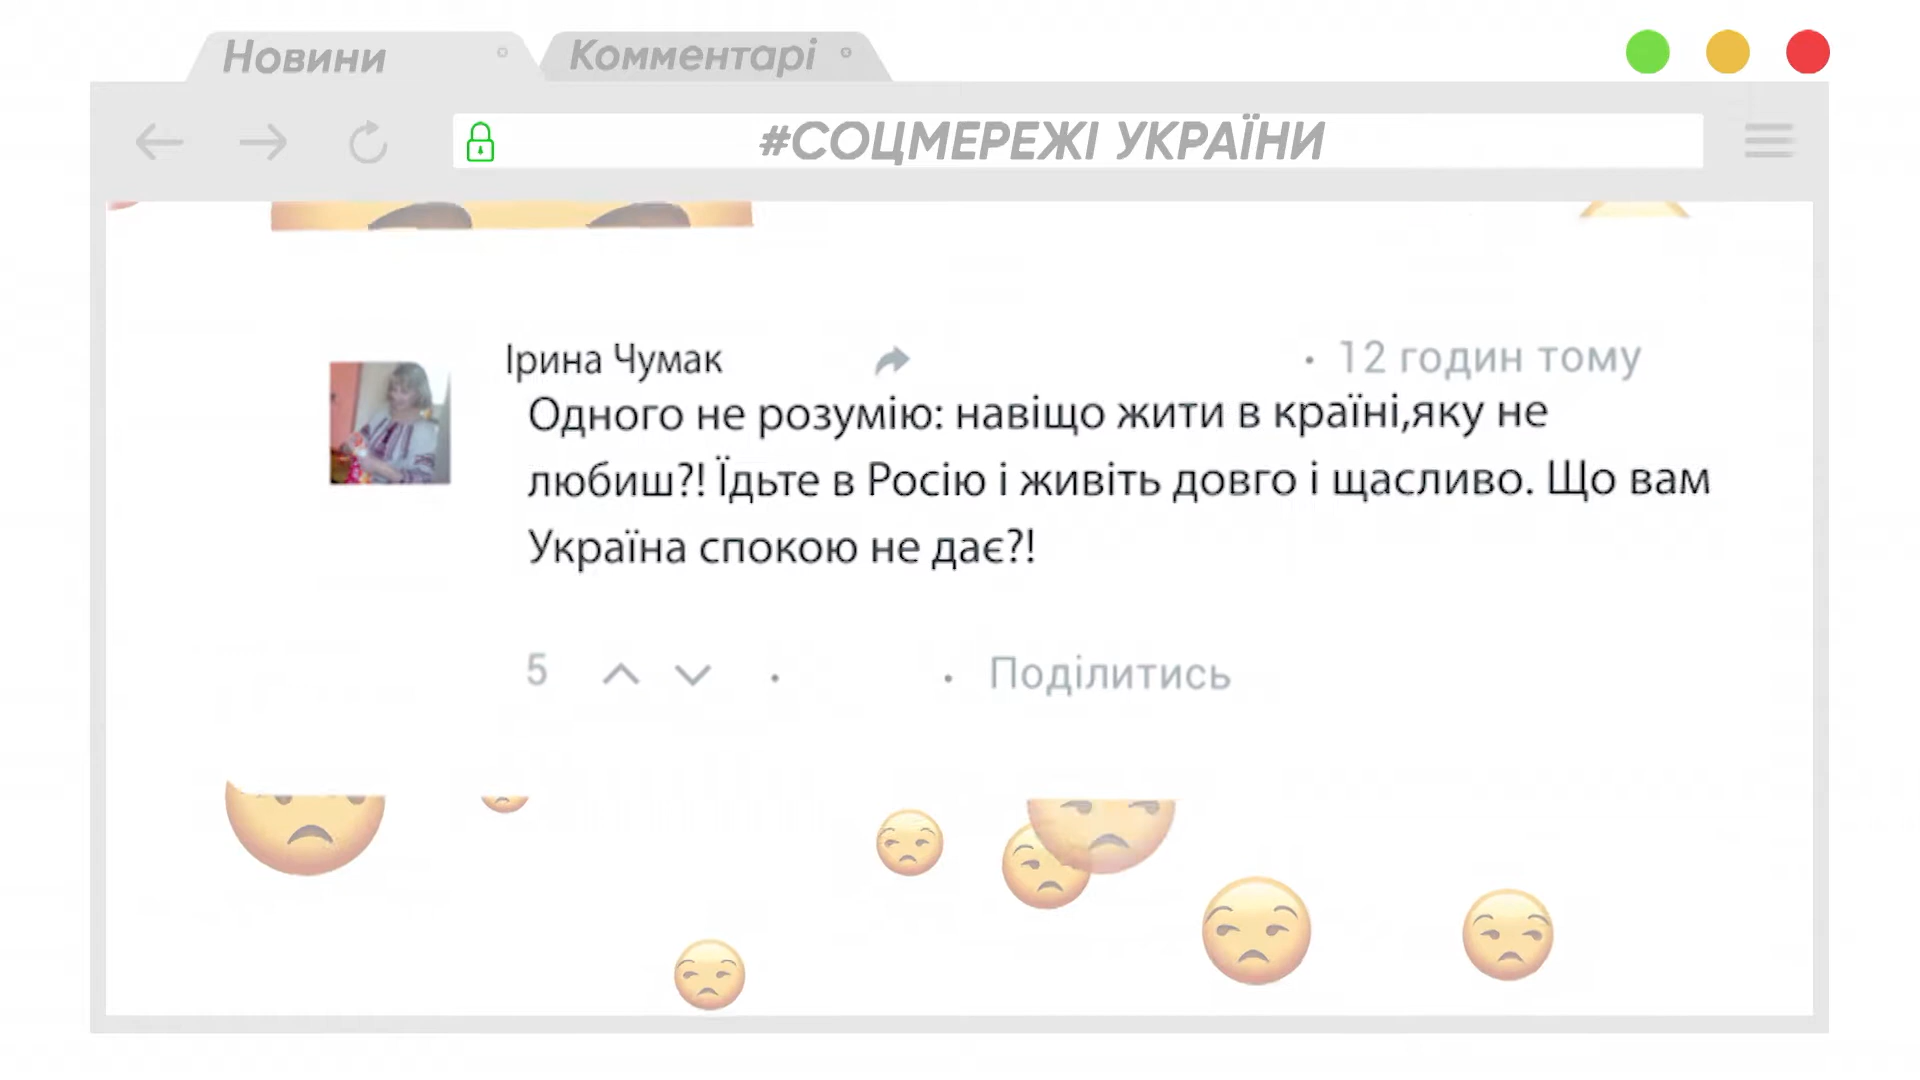 Новини
Комментарі
#СОЦМЕРЕЖІ УКРАЇНИ
Ірина Чумак
· 12 годин тому
Одного не розумію: навіщо жити в країні,яку не
любиш?! Їдьте в Росію і живіть довго і щасливо. Що вам
Україна спокою не дає?!
5 · · Поділитись